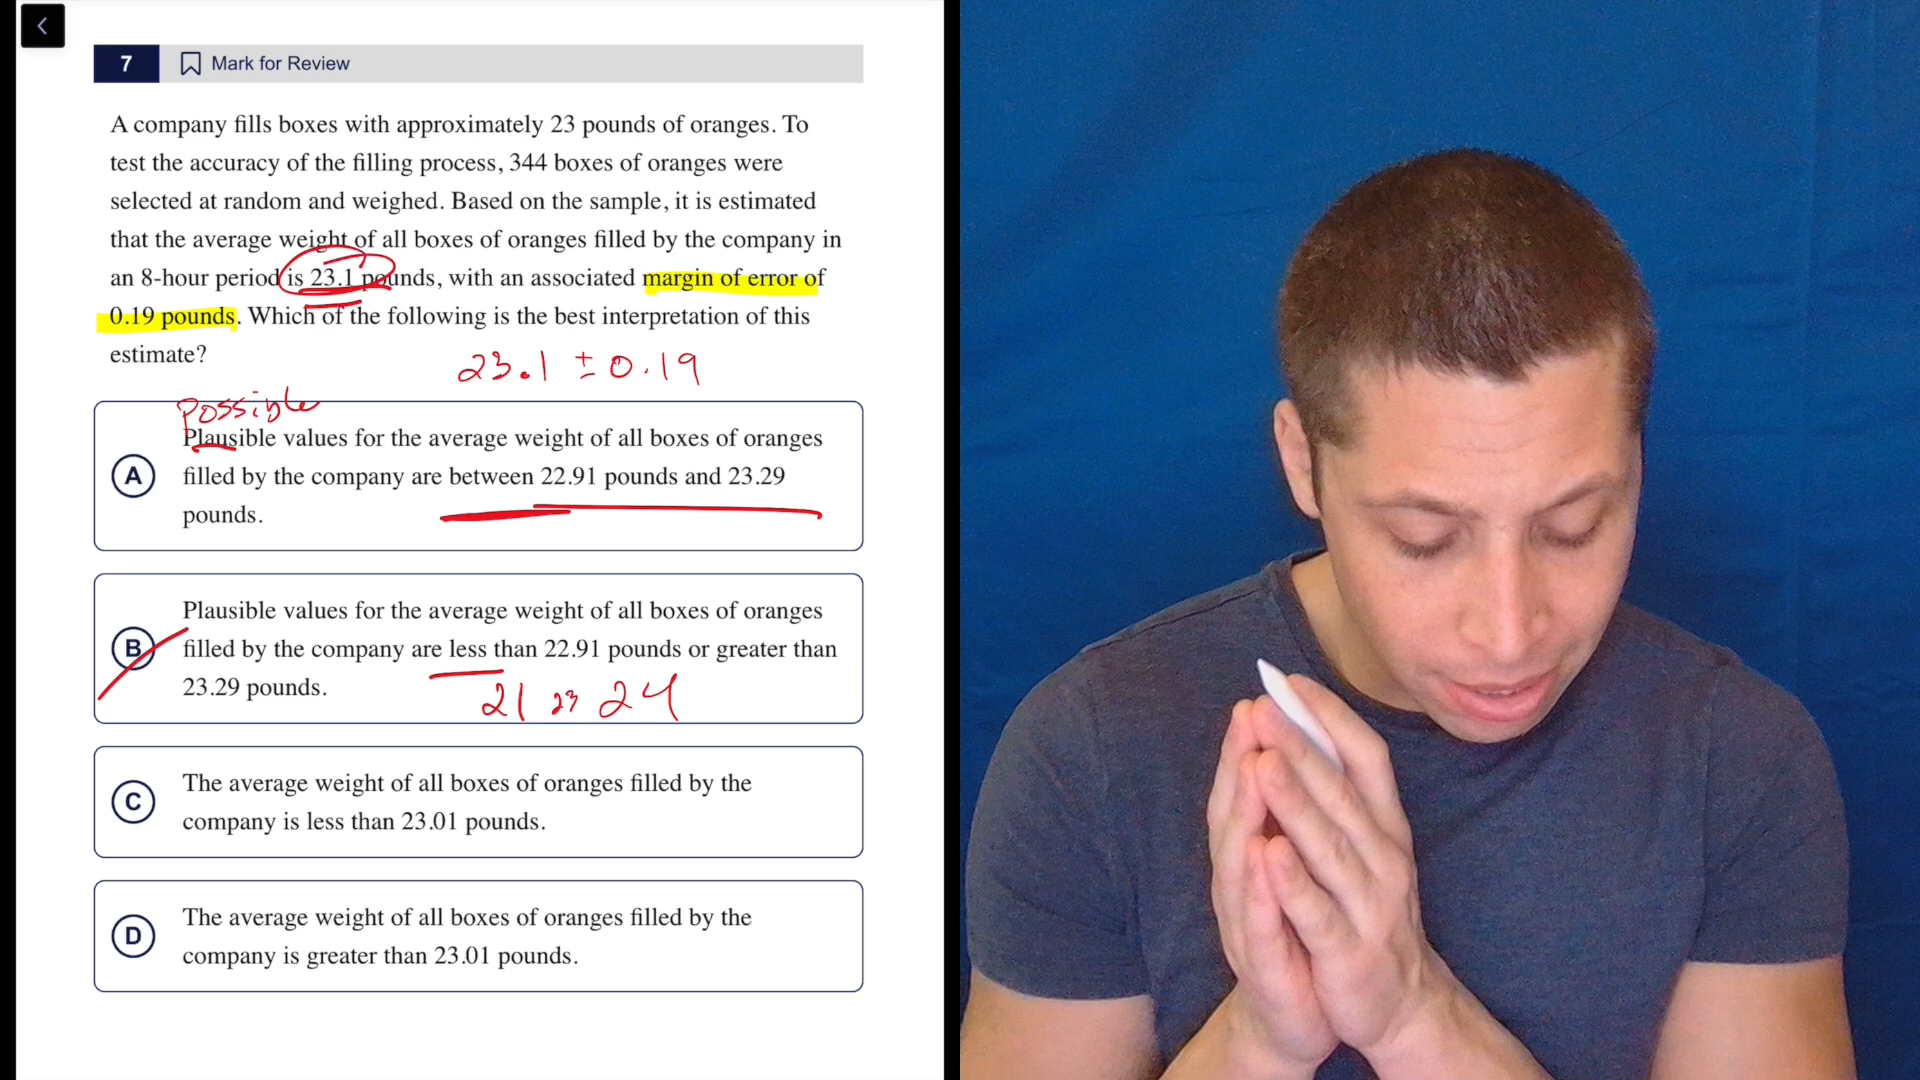 7 Mark for Review
A company fills boxes with approximately 23 pounds of oranges. To
test the accuracy of the filling process, 344 boxes of oranges were
selected at random and weighed. Based on the sample, it is estimated
that the average weight of all boxes of oranges filled by the company in
an 8-hour period is 23.1 pounds, with an associated margin of error of
0.19 pounds. Which of the following is the best interpretation of this
estimate?
23.1 ± 0.19
Possible
Plausible values for the average weight of all boxes of oranges
A filled by the company are between 22.91 pounds and 23.29
pounds.
Plausible values for the average weight of all boxes of oranges
B filled by the company are less than 22.91 pounds or greater than
23.29 pounds.
21 23 24
C The average weight of all boxes of oranges filled by the
company is less than 23.01 pounds.
D The average weight of all boxes of oranges filled by the
company is greater than 23.01 pounds.